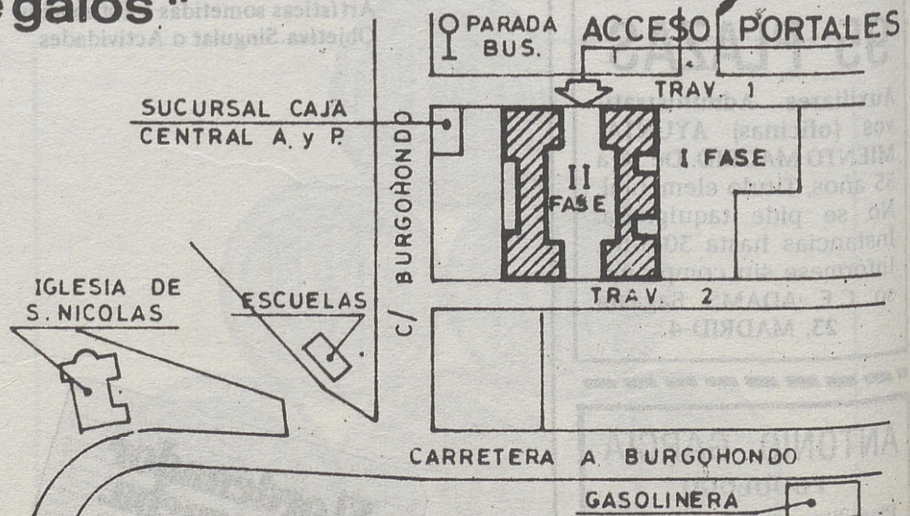 galos"
PARADA
BUS.
ACCESO PORTALES
TRAV. 1
SUCURSAL CAJA
CENTRAL A. y P.
C/ BURGOHONDO
I FASE
II
FASE
TRAV. 2
IGLESIA DE
S. NICOLAS
ESCUELAS
CARRETERA A BURGOHONDO
GASOLINERA